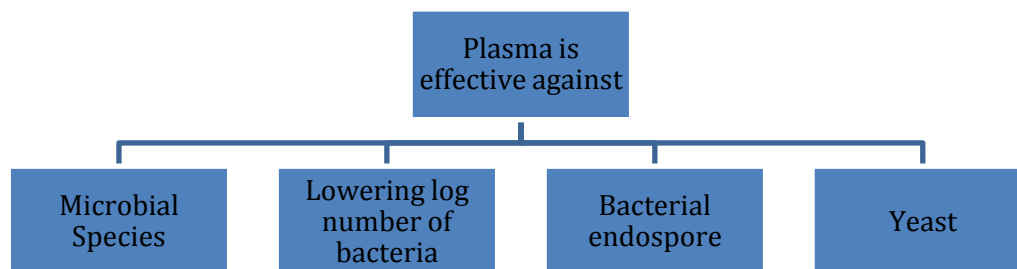 Plasma is
effective against
Microbial
Species
Lowering log
number of
bacteria
Bacterial
endospore
Yeast